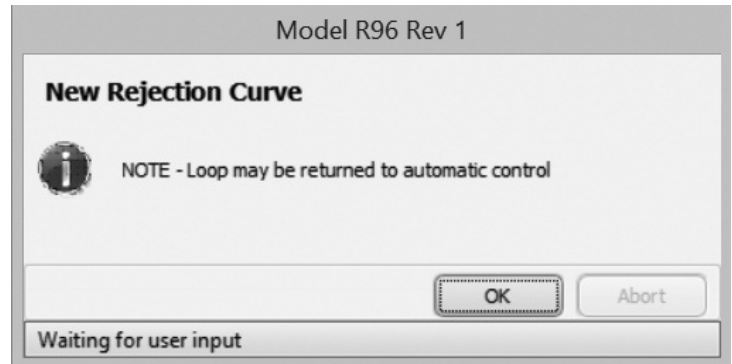 Model R96 Rev 1
New Rejection Curve
NOTE - Loop may be returned to automatic control
OK
Abort
Waiting for user input